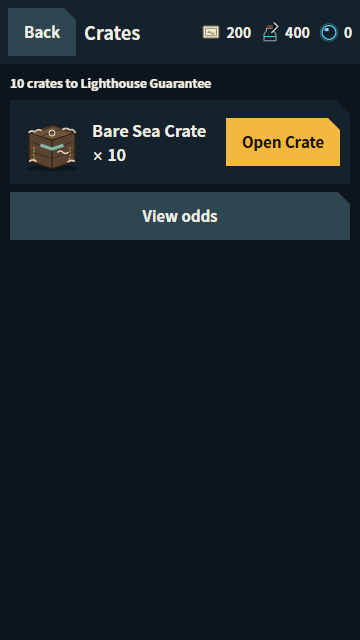 Back
Crates
200
400
0
10 crates to Lighthouse Guarantee
Bare Sea Crate
× 10
Open Crate
View odds